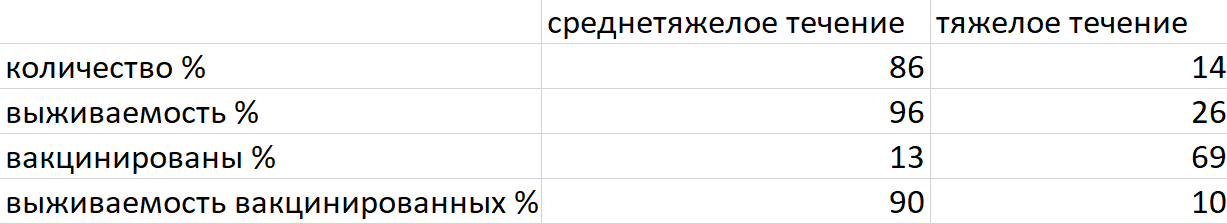 среднетяжелое течение тяжелое течение
количество % 86 14
выживаемость % 96 26
вакцинированы % 13 69
выживаемость вакцинированных % 90 10